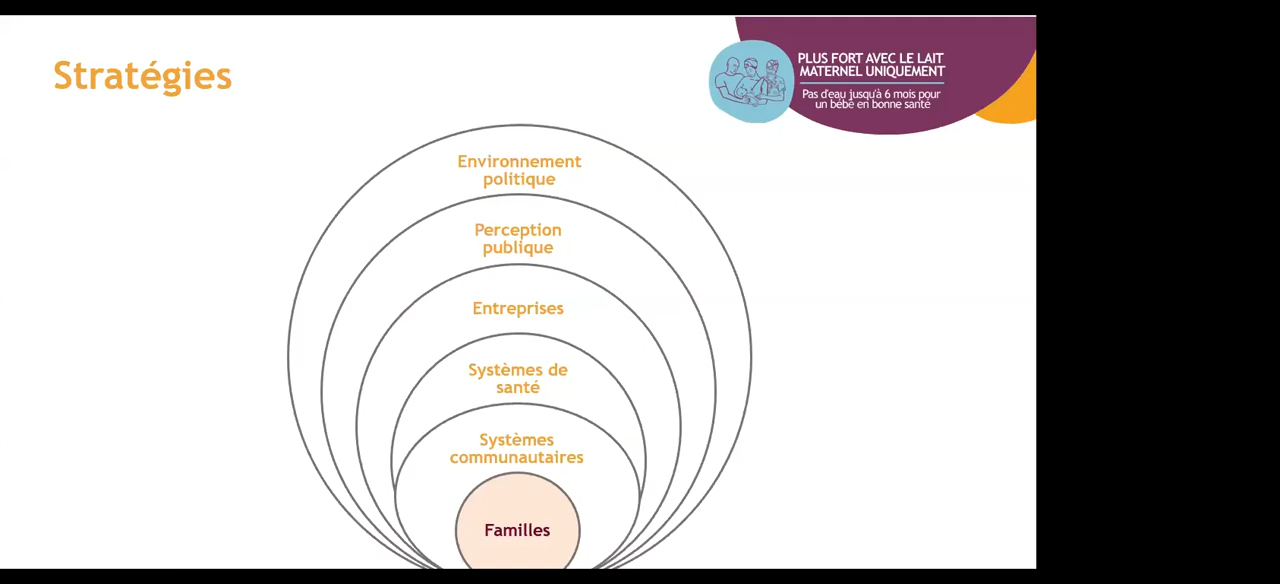 Stratégies
PLUS FORT AVEC LE LAIT
MATERNEL UNIQUEMENT
Pas d'eau jusqu'à 6 mois pour
un bébé en bonne santé
Environnement
politique
Perception
publique
Entreprises
Systèmes de
santé
Systèmes
communautaires
Familles